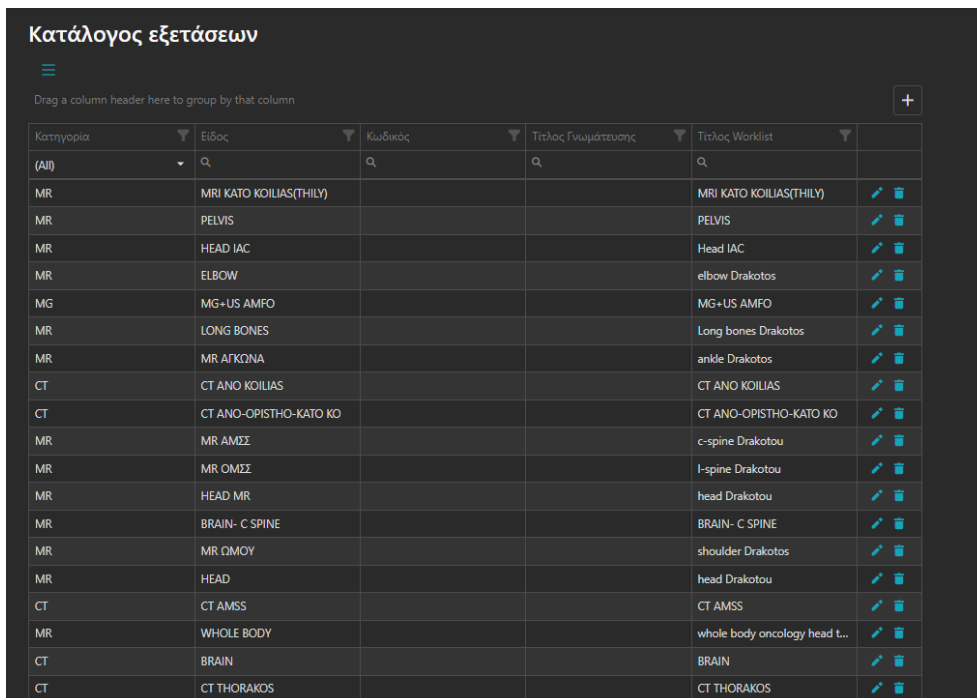 Κατάλογος εξετάσεων
Drag a column header here to group by that column
Κατηγορία Είδος Κωδικός Τίτλος Γνωμάτευσης Τίτλος Worklist
(All)
MR MRI KATO KOILIAS(THILY) MRI KATO KOILIAS(THILY)
MR PELVIS PELVIS
MR HEAD IAC Head IAC
MR ELBOW elbow Drakotos
MG MG+US AMFO MG+US AMFO
MR LONG BONES Long bones Drakotos
MR MR ΑΓΚΩΝΑ ankle Drakotos
CT CT ANO KOILIAS CT ANO KOILIAS
CT CT ANO-OPISTHO-KATO KO CT ANO-OPISTHO-KATO KO
MR MR ΑΜΣΣ c-spine Drakotou
MR MR ΟΜΣΣ l-spine Drakotou
MR HEAD MR head Drakotou
MR BRAIN- C SPINE BRAIN- C SPINE
MR MR ΩΜΟΥ shoulder Drakotos
MR HEAD head Drakotou
CT CT AMSS CT AMSS
MR WHOLE BODY whole body oncology head t...
CT BRAIN BRAIN
CT CT THORAKOS CT THORAKOS